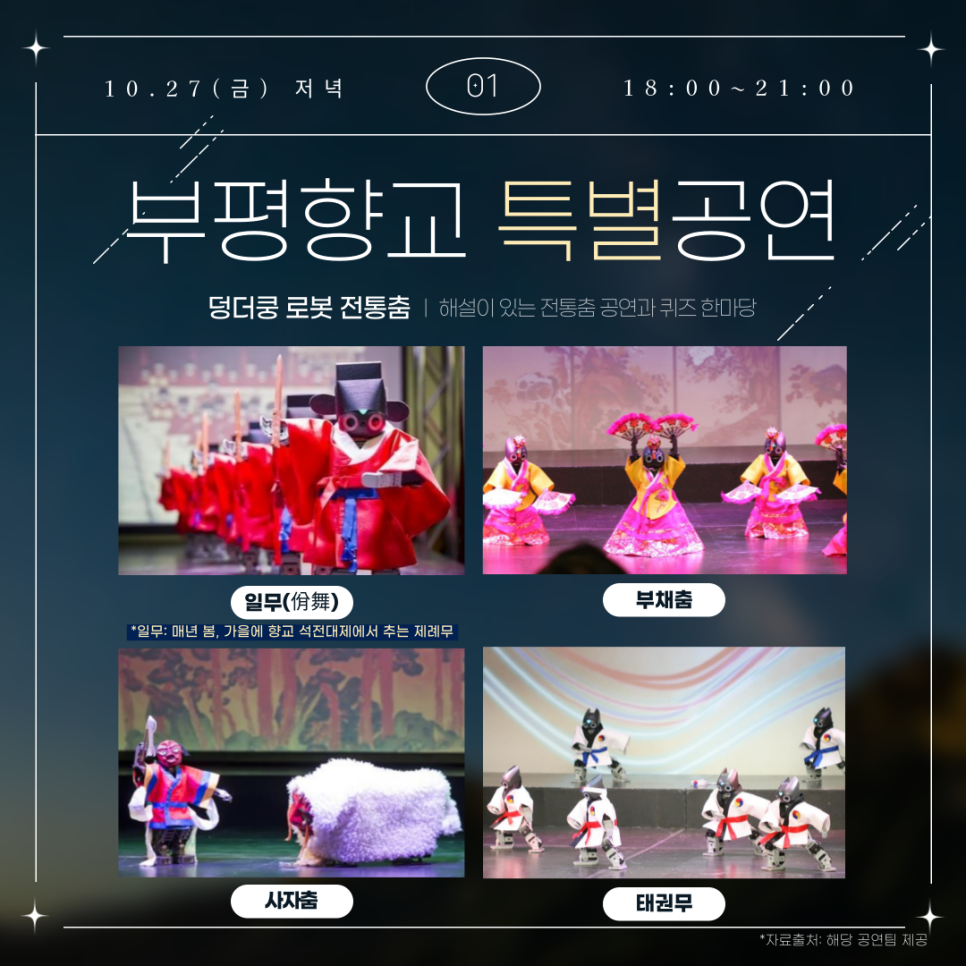 10.27(금) 저녁
01
18:00~21:00
부평향교 특별공연
덩더쿵 로봇 전통춤 | 해설이 있는 전통춤 공연과 퀴즈 한마당
일무(佾舞)
부채춤
*일무: 매년 봄, 가을에 향교 석전대제에서 추는 제례무
사자춤
태권무
*자료출처: 해당 공연팀 제공